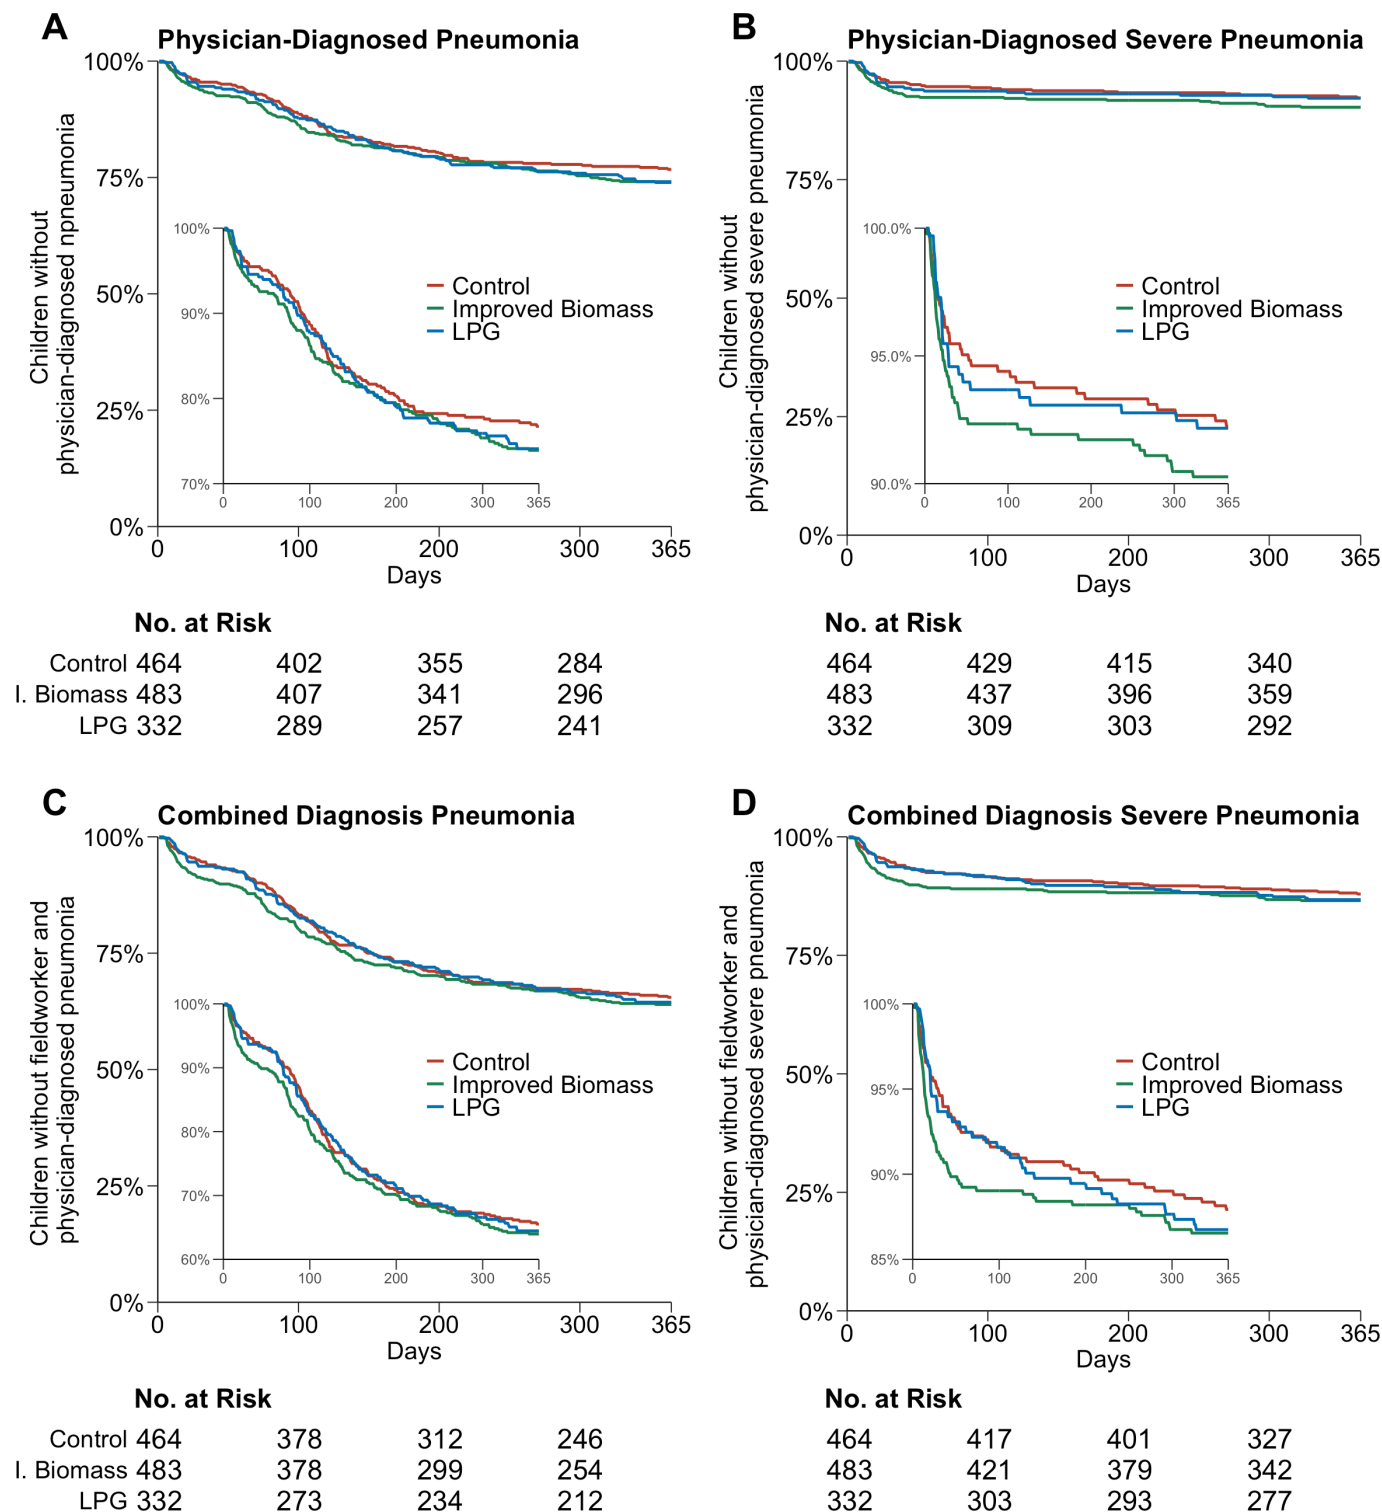 A
Physician-Diagnosed Pneumonia
Children without
physician-diagnosed npneumonia
100%
75%
50%
25%
0%
100%
90%
80%
70%
0 100 200 300 365
Control
Improved Biomass
LPG
0 100 200 300 365
Days
No. at Risk
Control 464 402 355 284
I. Biomass 483 407 341 296
LPG 332 289 257 241
B
Physician-Diagnosed Severe Pneumonia
Children without
physician-diagnosed severe pneumonia
100%
75%
50%
25%
0%
100.0%
95.0%
90.0%
0 100 200 300 365
Control
Improved Biomass
LPG
0 100 200 300 365
Days
No. at Risk
464 429 415 340
483 437 396 359
332 309 303 292
C
Combined Diagnosis Pneumonia
Children without fieldworker and
physician-diagnosed pneumonia
100%
75%
50%
25%
0%
100%
90%
80%
70%
60%
0 100 200 300 365
Control
Improved Biomass
LPG
0 100 200 300 365
Days
No. at Risk
Control 464 378 312 246
I. Biomass 483 378 299 254
LPG 332 273 234 212
D
Combined Diagnosis Severe Pneumonia
Children without fieldworker and
physician-diagnosed severe pneumonia
100%
75%
50%
25%
0%
100%
95%
90%
85%
0 100 200 300 365
Control
Improved Biomass
LPG
0 100 200 300 365
Days
No. at Risk
464 417 401 327
483 421 379 342
332 303 293 277